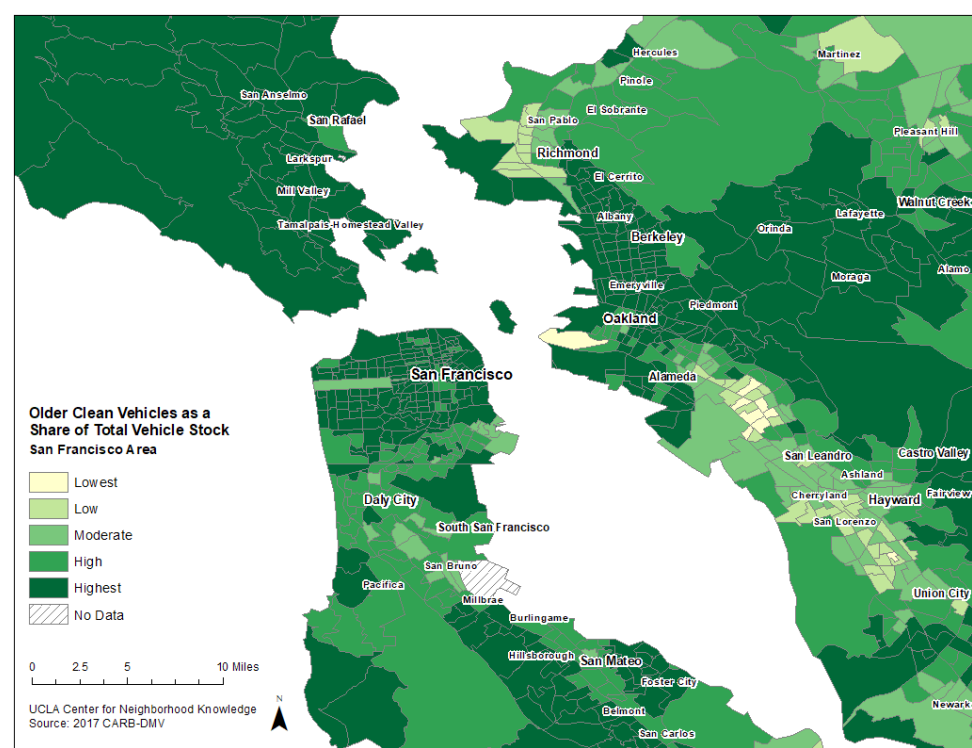 Hercules
Martinez
Pinole
San Anselmo
El Sobrante
San Rafael
San Pablo
Pleasant Hill
Richmond
Larkspur
El Cerrito
Mill Valley
Walnut Creek
Albany
Lafayette
Tamalpais-Homestead Valley
Orinda
Berkeley
Alamo
Moraga
Emeryville
Piedmont
Oakland
San Francisco
Alameda
Older Clean Vehicles as a
Share of Total Vehicle Stock
San Francisco Area
Lowest
Low
Moderate
High
Highest
No Data
San Leandro
Castro Valley
Ashland
Cherryland
Hayward
Fairview
Daly City
San Lorenzo
South San Francisco
San Bruno
Pacifica
Union City
Millbrae
Burlingame
Hillsborough
San Mateo
Foster City
Newark
Belmont
San Carlos
0 2.5 5 10 Miles
UCLA Center for Neighborhood Knowledge
Source: 2017 CARB-DMV
N